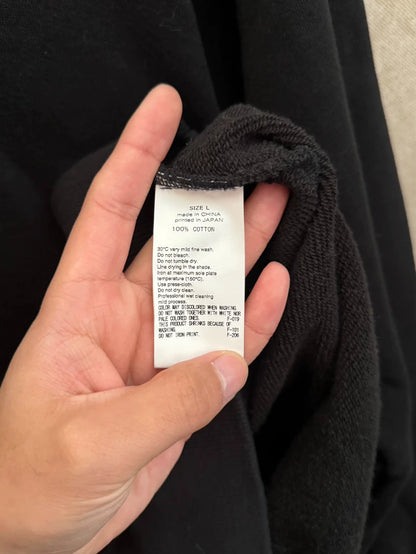 SIZE L
made in CHINA
printed in JAPAN
100% COTTON
30°C very mild fine wash.
Do not bleach.
Do not tumble dry.
Line drying in the shade.
Iron at maximum sole plate
temperature (150°C).
Use press-cloth.
Do not dry clean.
Professional wet cleaning
mild process.
COLOR MAY DISCOLORED WHEN WASHING
DO NOT WASH TOGETHER WITH WHITE NOR
PALE COLORED ONES. F-019
THIS PRODUCT SHRINKS BECAUSE OF
WASHING. F-101
DO NOT IRON PRINT. F-206